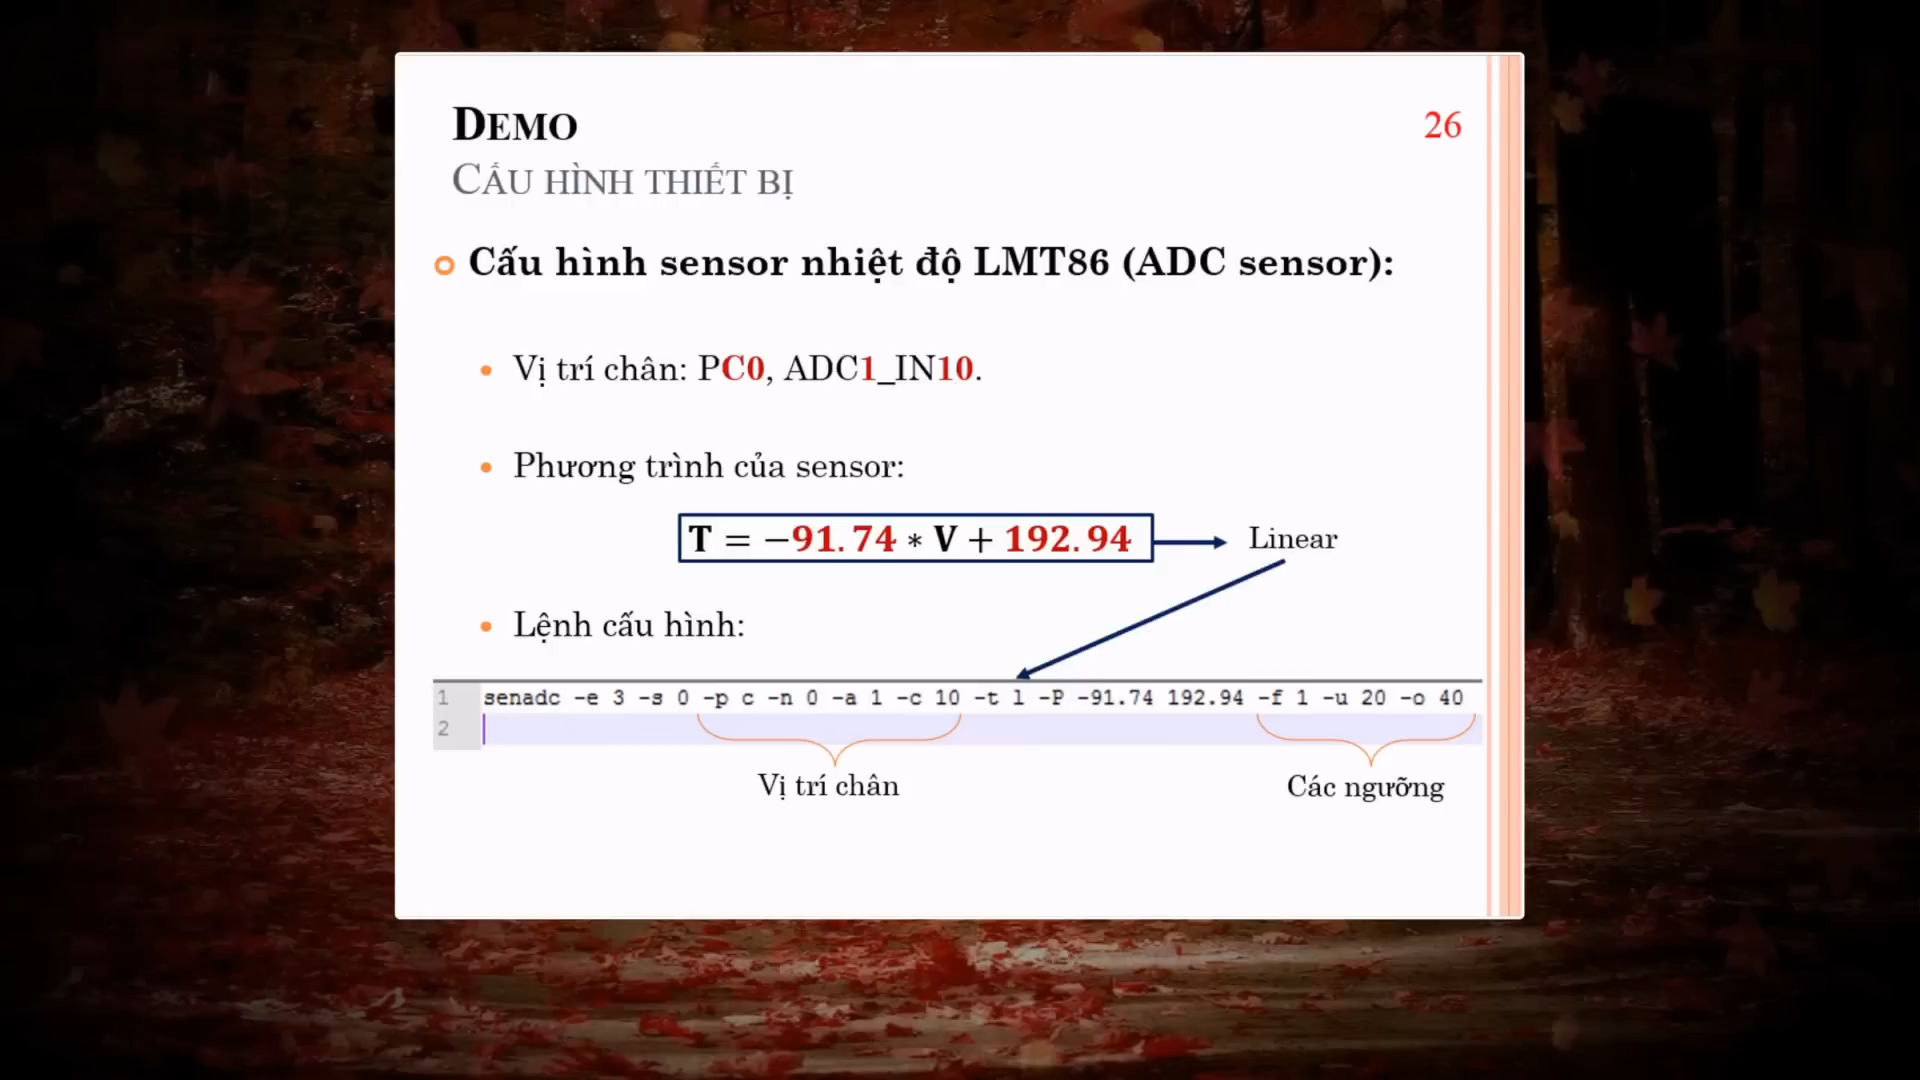 DEMO
26
CẤU HÌNH THIẾT BỊ
Cấu hình sensor nhiệt độ LMT86 (ADC sensor):
Vị trí chân: PC0, ADC1_IN10.
Phương trình của sensor:
T = −91.74 ∗ V + 192.94
Linear
Lệnh cấu hình:
1 senadc -e 3 -s 0 -p c -n 0 -a 1 -c 10 -t l -P -91.74 192.94 -f 1 -u 20 -o 40
2
Vị trí chân
Các ngưỡng